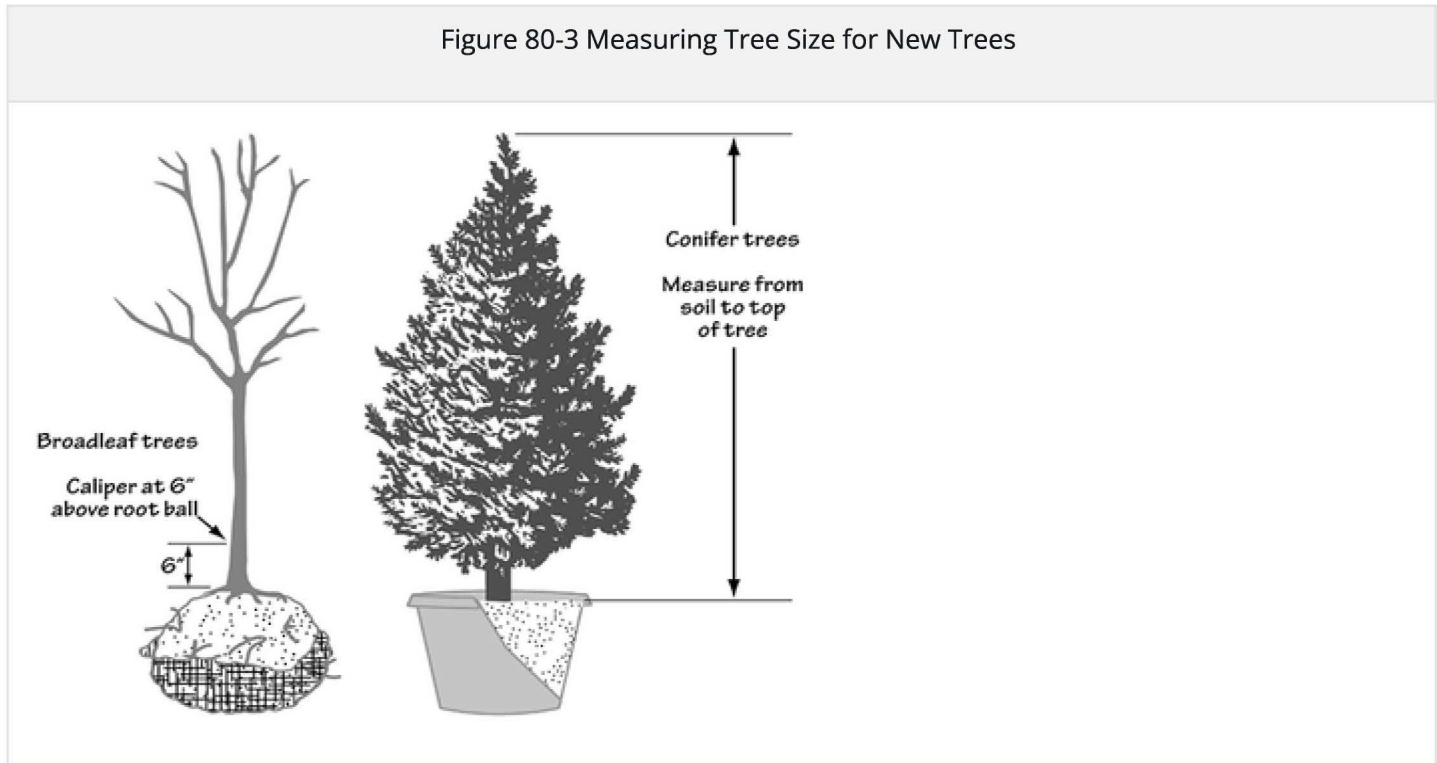 Figure 80-3 Measuring Tree Size for New Trees
Conifer trees
Measure from
soil to top
of tree
Broadleaf trees
Caliper at 6"
above root ball
6"